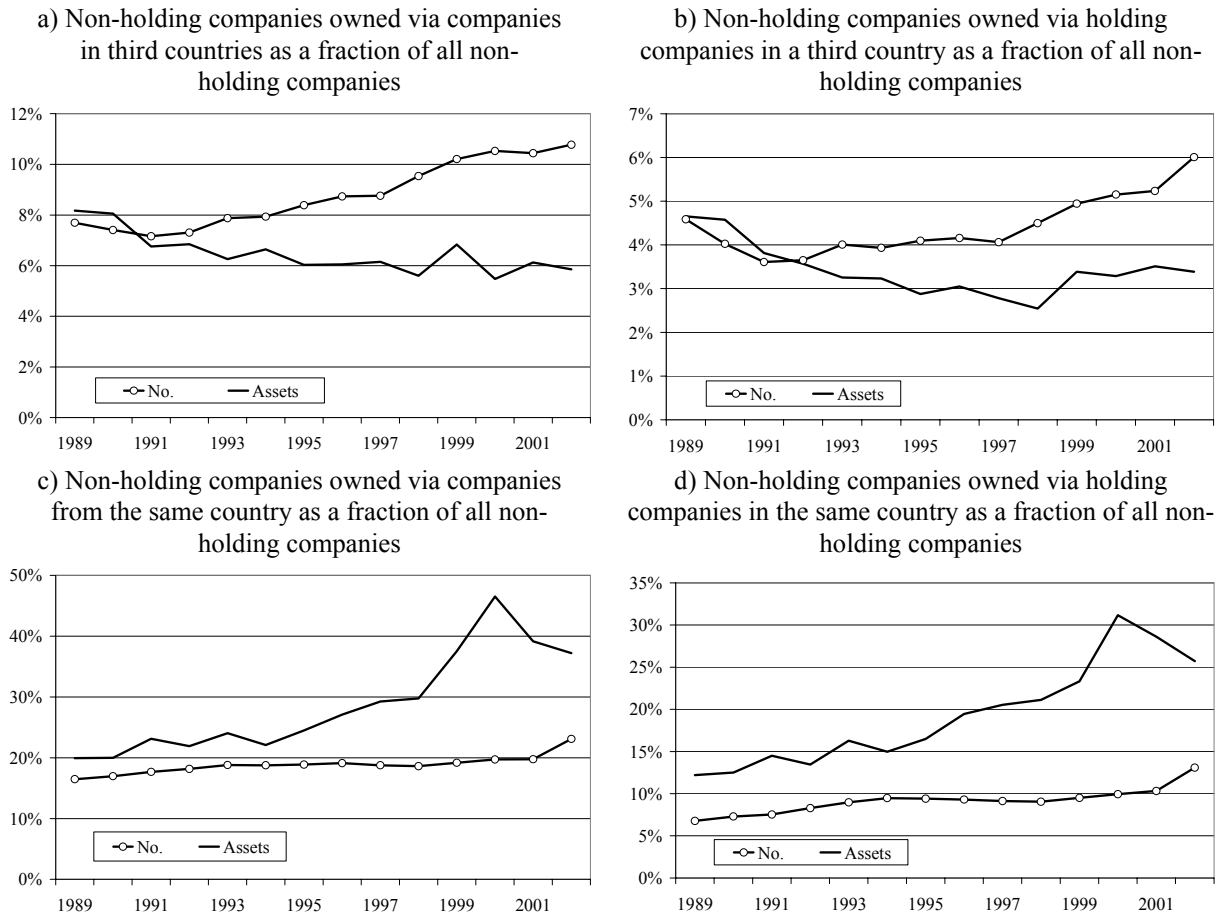 a) Non-holding companies owned via companies
in third countries as a fraction of all non-
holding companies
12%
10%
8%
6%
4%
2%
0%
No. Assets
1989 1991 1993 1995 1997 1999 2001
b) Non-holding companies owned via holding
companies in a third country as a fraction of all non-
holding companies
7%
6%
5%
4%
3%
2%
1%
0%
No. Assets
1989 1991 1993 1995 1997 1999 2001
c) Non-holding companies owned via companies
from the same country as a fraction of all non-
holding companies
50%
40%
30%
20%
10%
0%
No. Assets
1989 1991 1993 1995 1997 1999 2001
d) Non-holding companies owned via holding
companies in the same country as a fraction of all non-
holding companies
35%
30%
25%
20%
15%
10%
5%
0%
No. Assets
1989 1991 1993 1995 1997 1999 2001